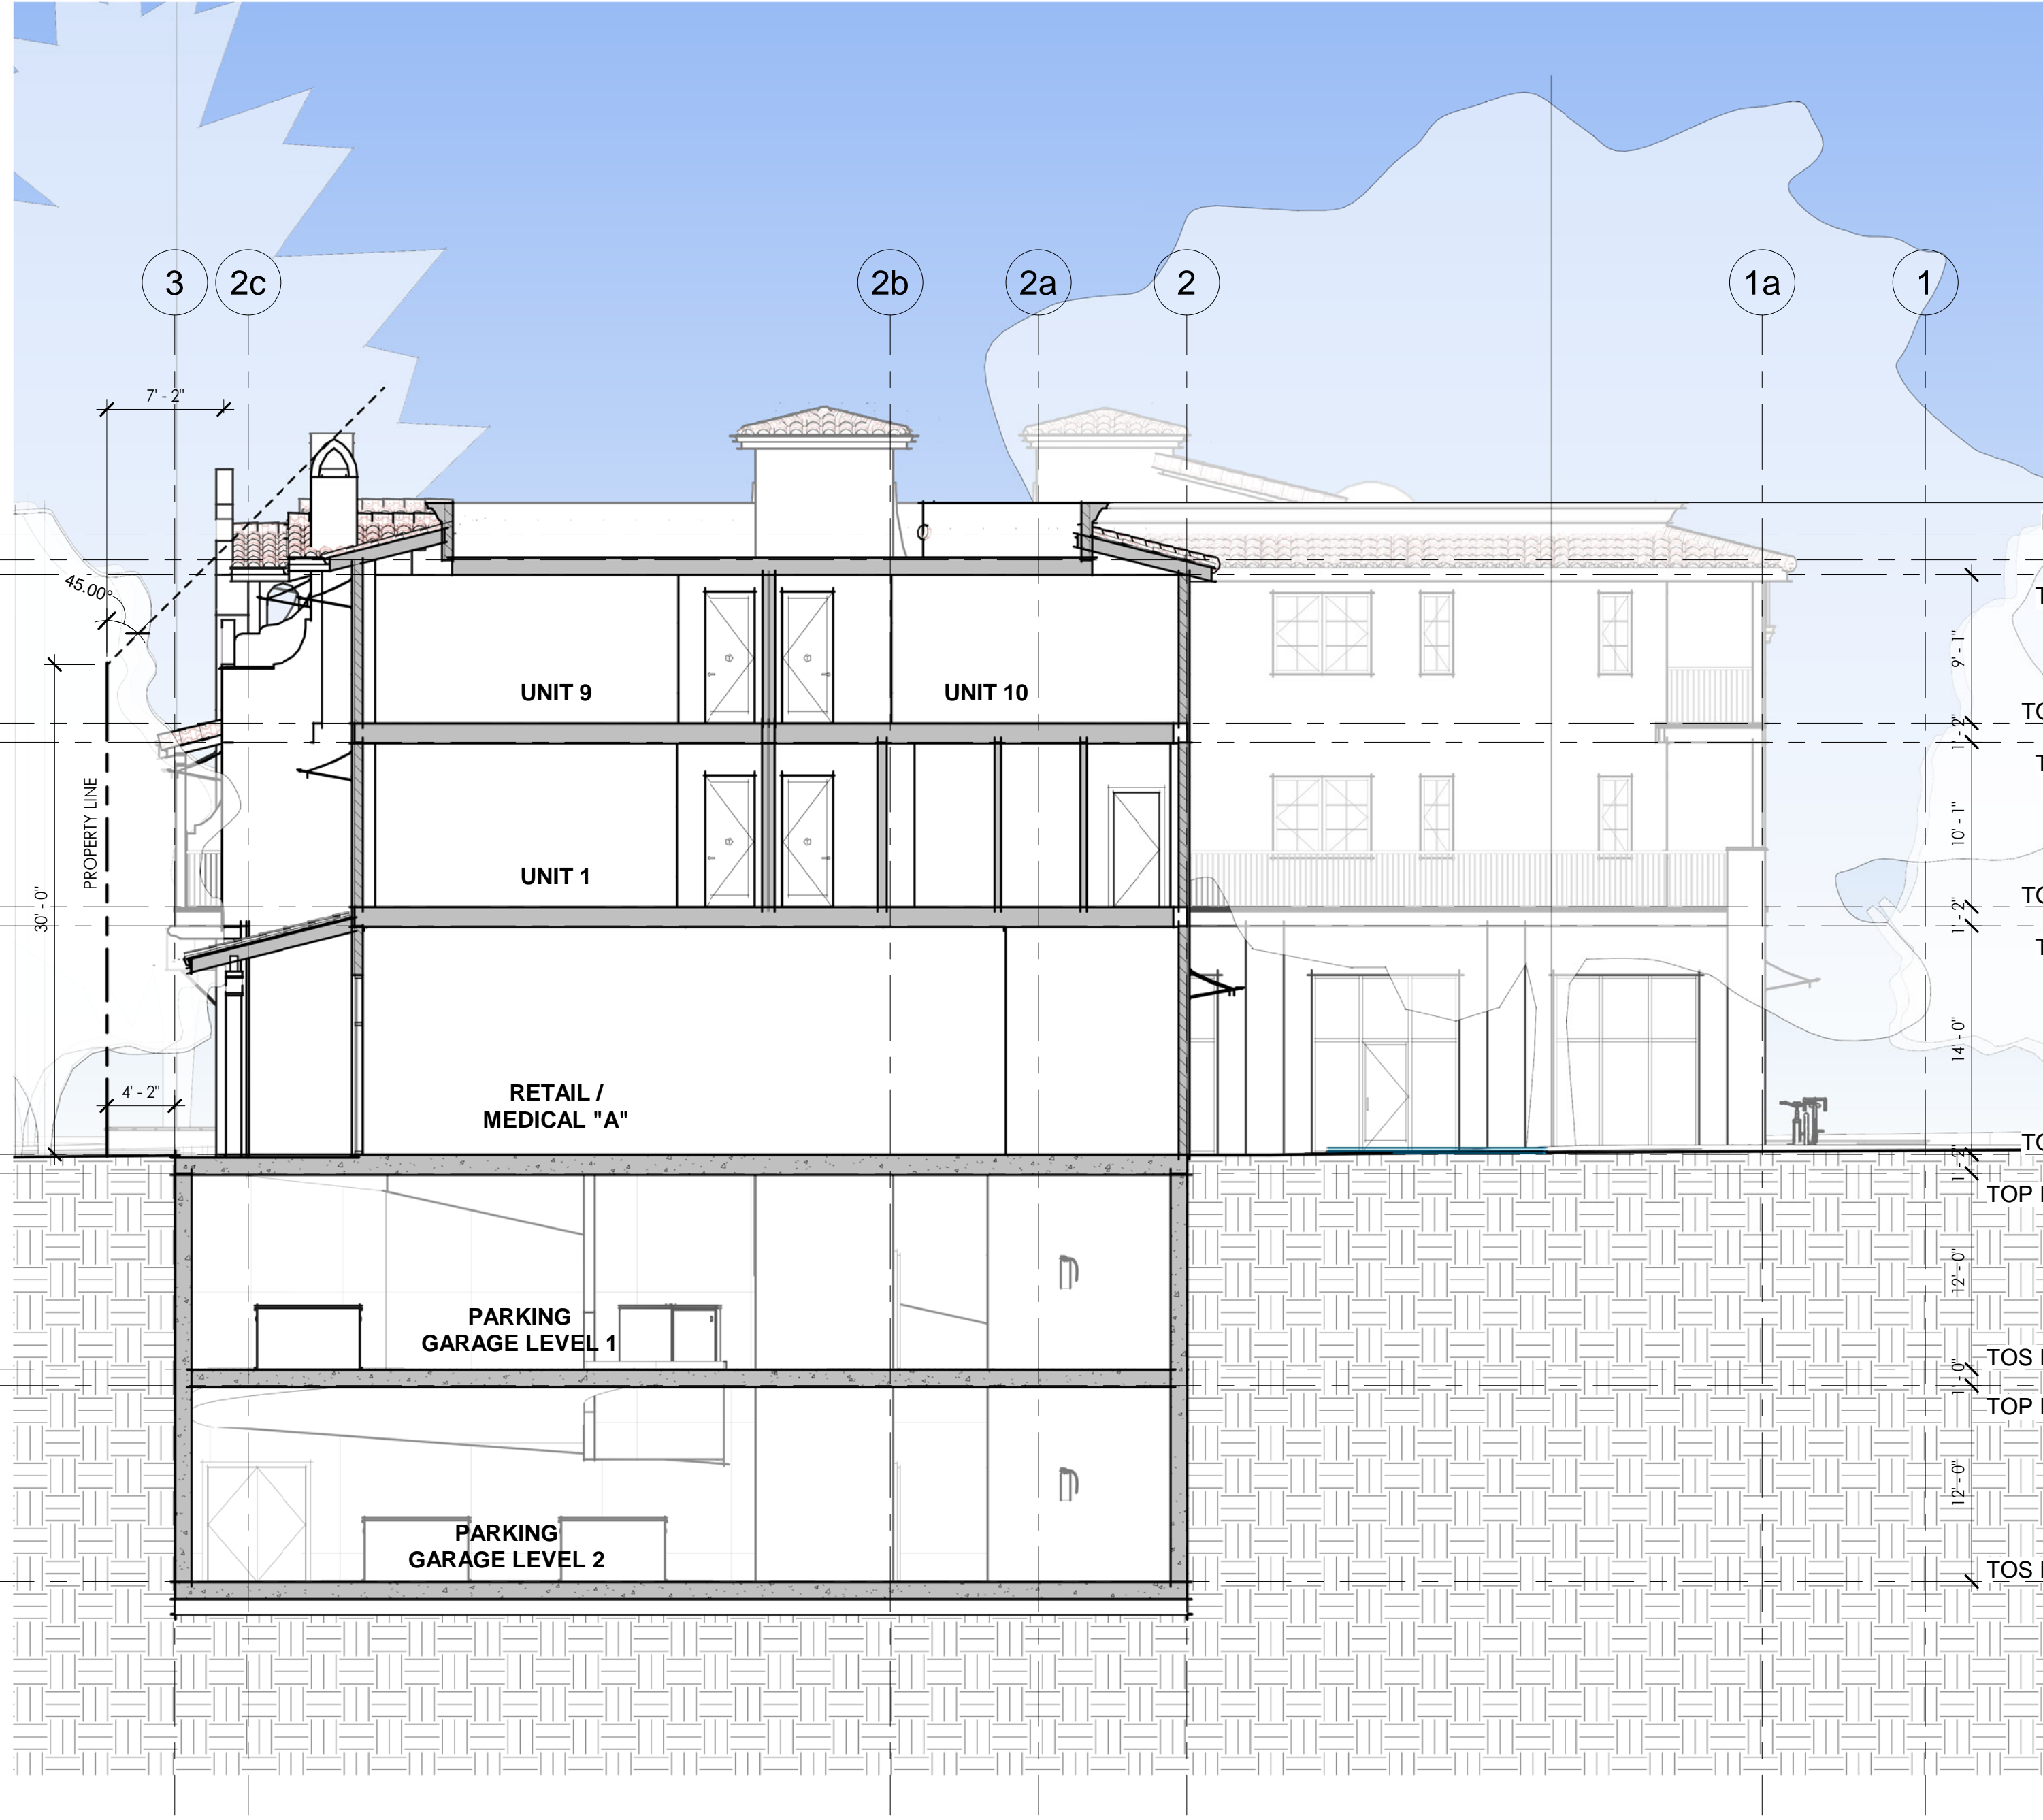 3
2c
2b
2a
2
1a
1
7' - 2"
45.00°
9' - 1"
UNIT 9
UNIT 10
1' - 2"
PROPERTY LINE
10' - 1"
UNIT 1
30' - 0"
1' - 2"
14' - 0"
4' - 2"
RETAIL /
MEDICAL "A"
1' - 2"
TOP
12' - 0"
PARKING
GARAGE LEVEL 1
TOS
1' - 0"
TOP
12' - 0"
PARKING
GARAGE LEVEL 2
TOS